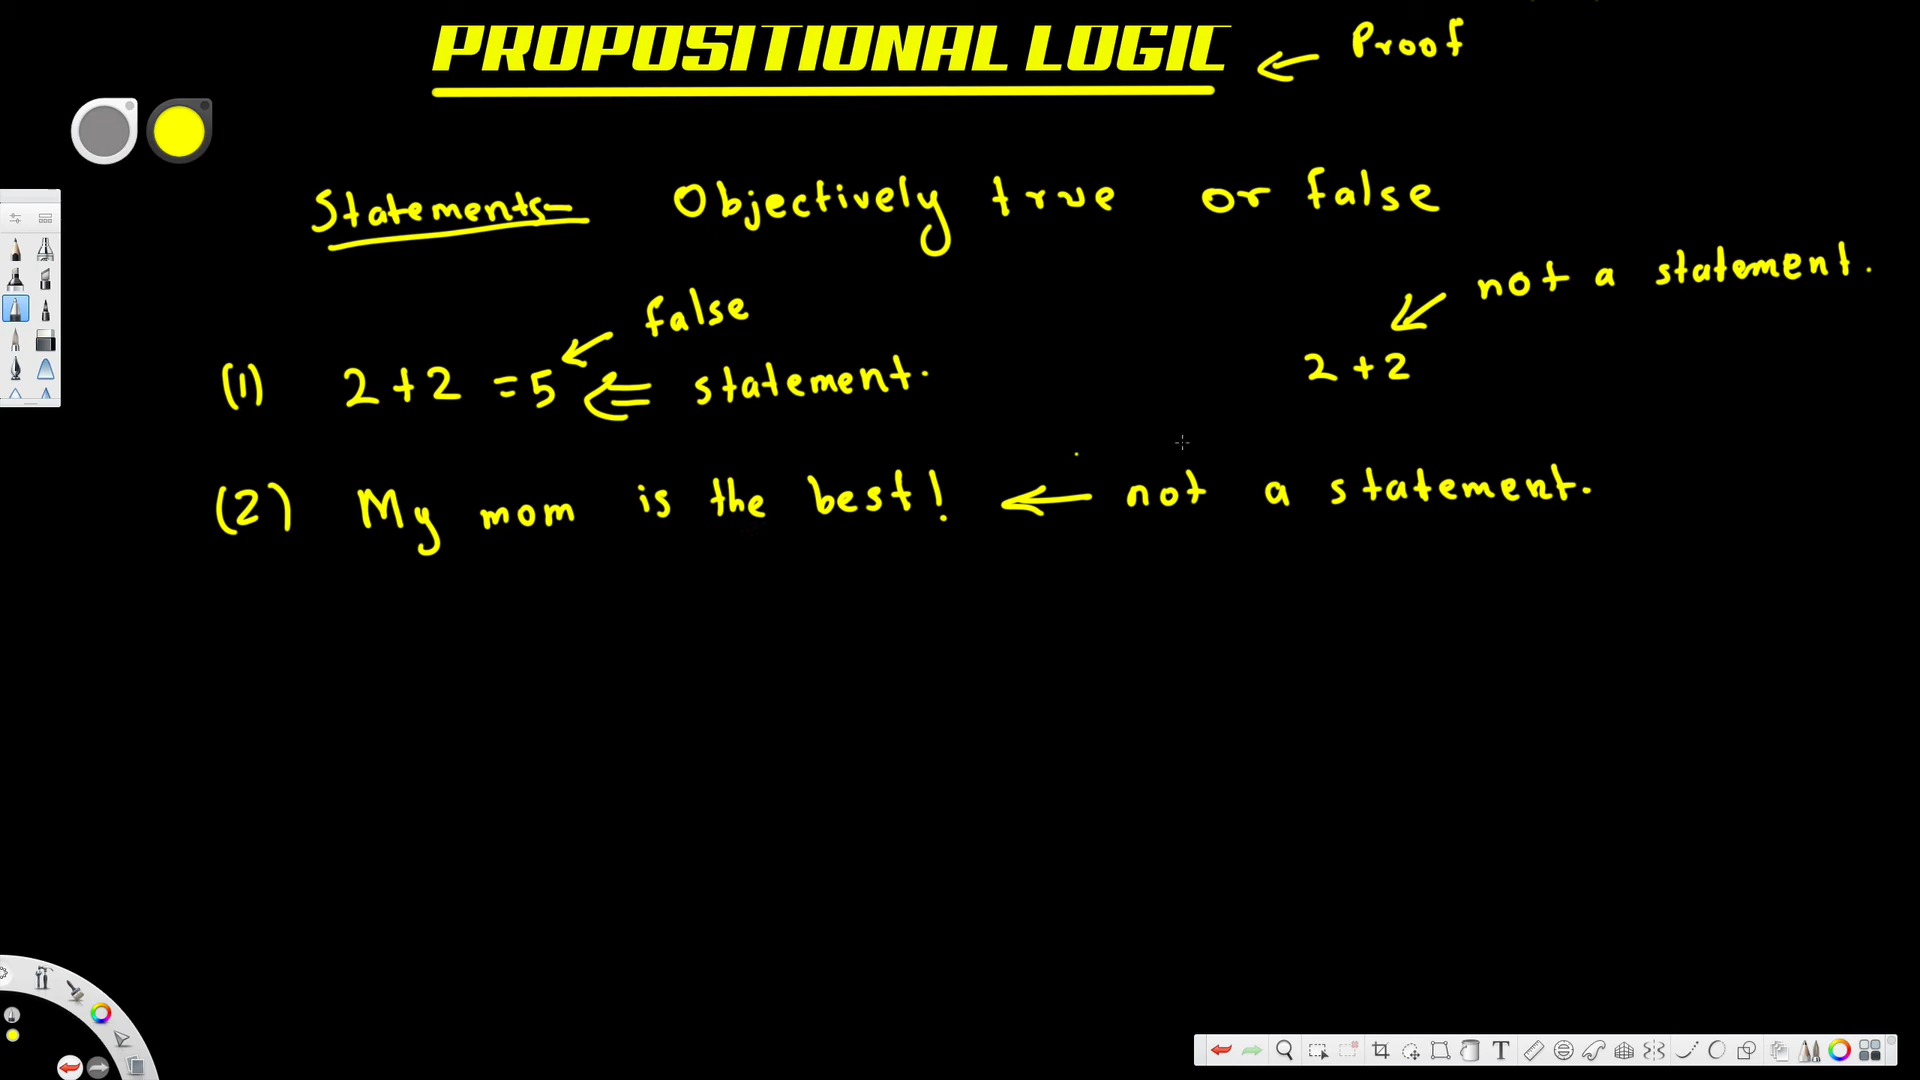 PROPOSITIONAL LOGIC Proof
Statements- Objectively true or false
not a statement.
false
(1) 2+2 =5 statement. 2+2
(2) My mom is the best! not a statement.